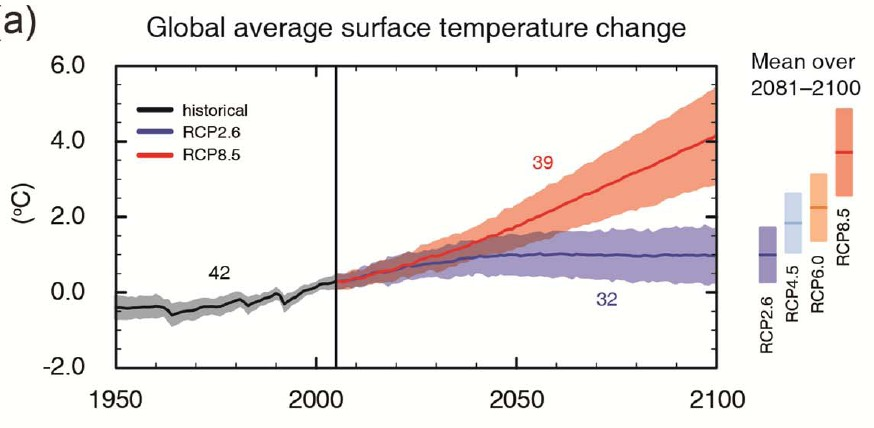 (a)
Global average surface temperature change
6.0
4.0
2.0
0.0
-2.0
(ºC)
historical
RCP2.6
RCP8.5
42
39
32
1950
2000
2050
2100
Mean over
2081–2100
RCP2.6
RCP4.5
RCP6.0
RCP8.5